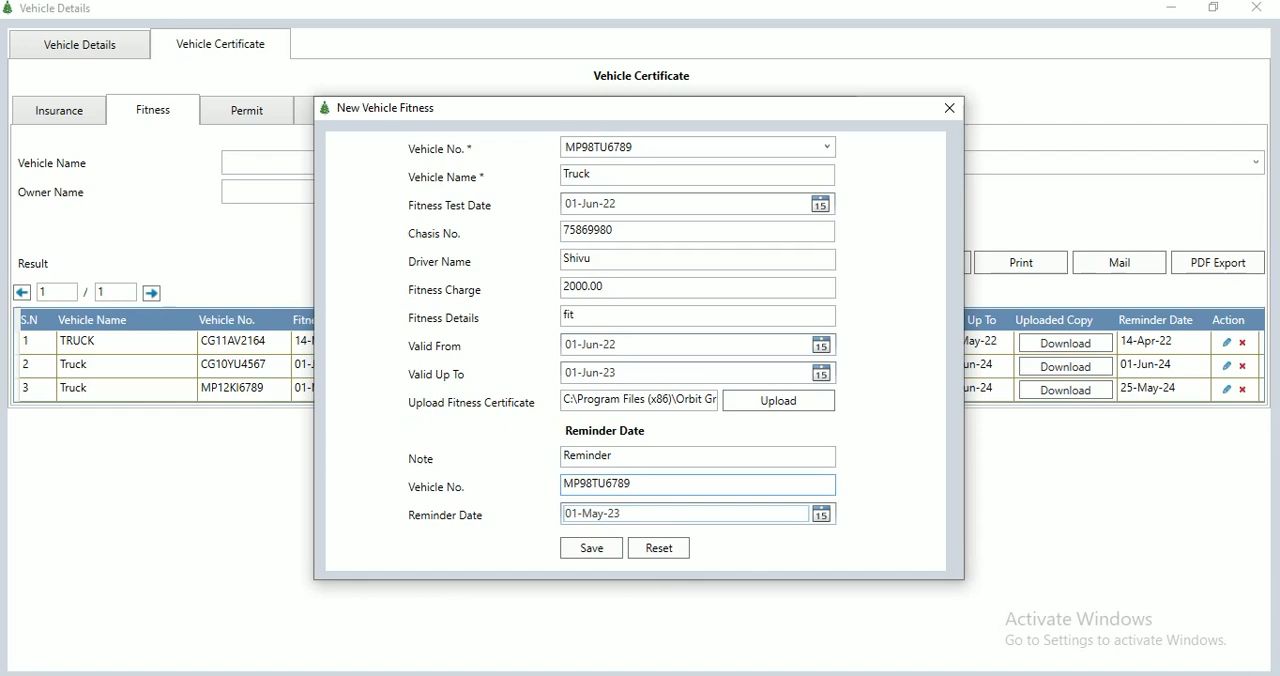 Vehicle Details
Vehicle Details Vehicle Certificate
Vehicle Certificate
Insurance Fitness Permit
Vehicle Name
Owner Name
Result
1 / 1
Print Mail PDF Export
S.N Vehicle Name Vehicle No. Up To Uploaded Copy Reminder Date Action
1 TRUCK CG11AV2164 Download 14-Apr-22
2 Truck CG10YU4567 Download 01-Jun-24
3 Truck MP12KI6789 Download 25-May-24
New Vehicle Fitness
Vehicle No. * MP98TU6789
Vehicle Name * Truck
Fitness Test Date 01-Jun-22 15
Chasis No. 75869980
Driver Name Shivu
Fitness Charge 2000.00
Fitness Details fit
Valid From 01-Jun-22 15
Valid Up To 01-Jun-23 15
Upload Fitness Certificate C:\Program Files (x86)\Orbit Gr Upload
Reminder Date
Note Reminder
Vehicle No. MP98TU6789
Reminder Date 01-May-23 15
Save Reset
Activate Windows
Go to Settings to activate Windows.